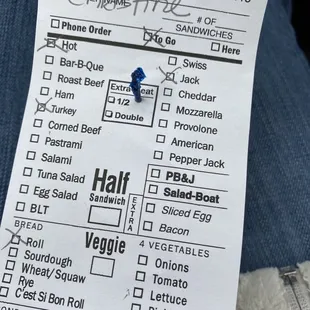 # OF
SANDWICHES
Phone Order
To Go
Here
Hot
Bar-B-Que
Roast Beef
Ham
Turkey
Corned Beef
Pastrami
Salami
Tuna Salad
Egg Salad
BLT
Extra Meat
1/2
Double
Swiss
Jack
Cheddar
Mozzarella
Provolone
American
Pepper Jack
PB&J
Salad-Boat
Sliced Egg
Bacon
Half
Sandwich
EXTRA
BREAD
Roll
Sourdough
Wheat/Squaw
Rye
C'est Si Bon Roll
Veggie
4 VEGETABLES
Onions
Tomato
Lettuce